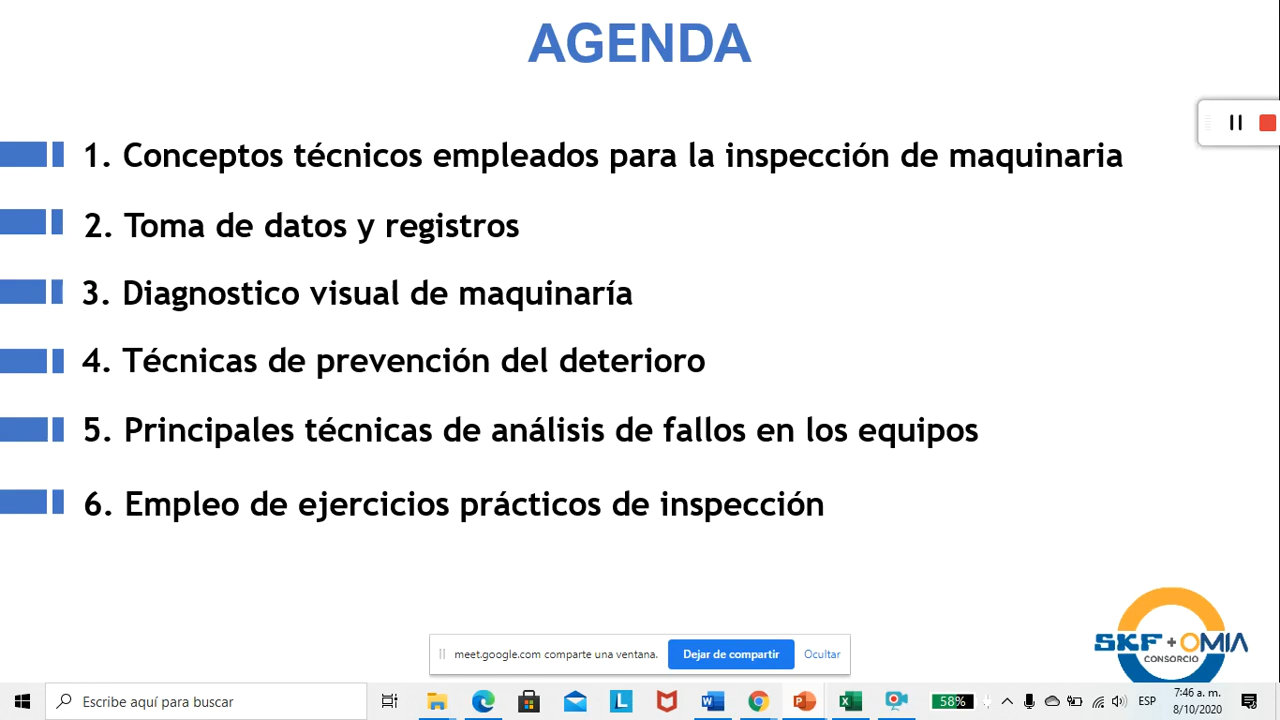 AGENDA
1. Conceptos técnicos empleados para la inspección de maquinaria
2. Toma de datos y registros
3. Diagnostico visual de maquinaría
4. Técnicas de prevención del deterioro
5. Principales técnicas de análisis de fallos en los equipos
6. Empleo de ejercicios prácticos de inspección
SKF + OMIA
CONSORCIO
meet.google.com comparte una ventana. Dejar de compartir Ocultar
Escribe aquí para buscar L W P X 58% ESP 7:46 a. m.
8/10/2020